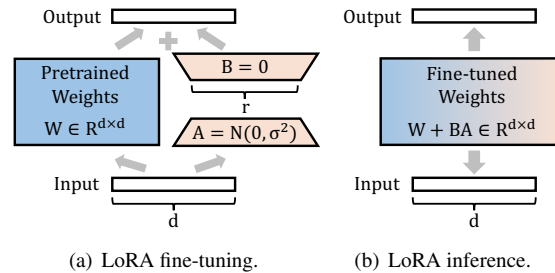 Output
+
Pretrained
Weights
W ∈ R^{d×d}
B = 0
r
A = N(0, σ²)
Input
d
(a) LoRA fine-tuning.
Output
Fine-tuned
Weights
W + BA ∈ R^{d×d}
Input
d
(b) LoRA inference.